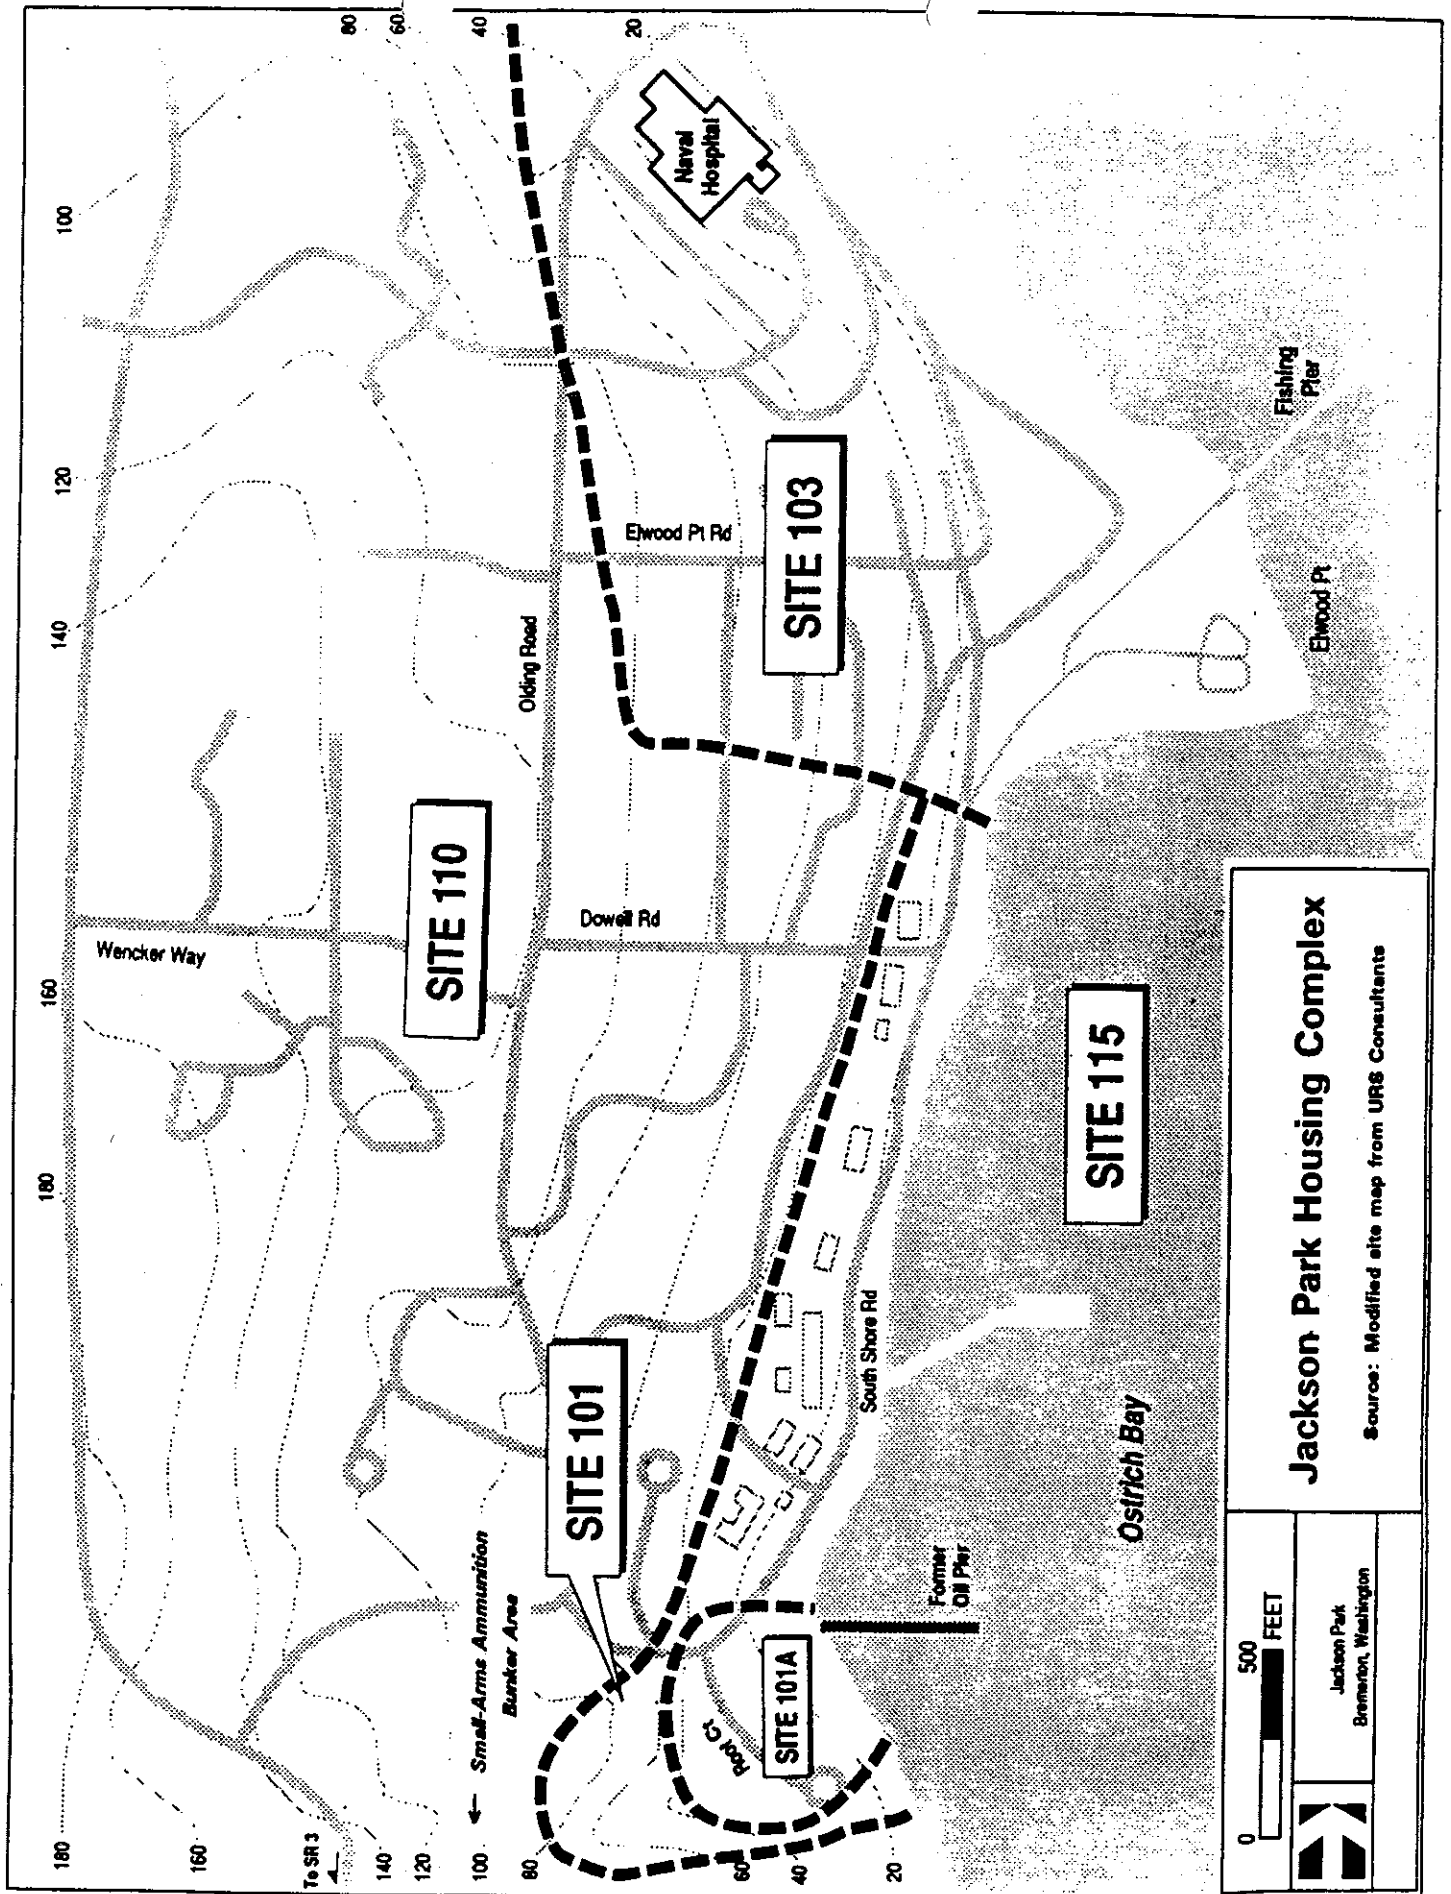 180
160
To SR 3
140
120
100
80
60
40
20
180
160
140
120
100
80
60
40
20
Wencker Way
SITE 110
Olding Road
Dowell Rd
Elwood Pt Rd
SITE 103
Naval
Hospital
← Small-Arms Ammunition
Bunker Area
SITE 101
SITE 101A
Root Ct
South Shore Rd
Former
Oil Pier
Ostrich Bay
SITE 115
Elwood Pt
Fishing
Pier
0 500
FEET
Jackson Park
Bremerton, Washington
Jackson Park Housing Complex
Source: Modified site map from URS Consultants